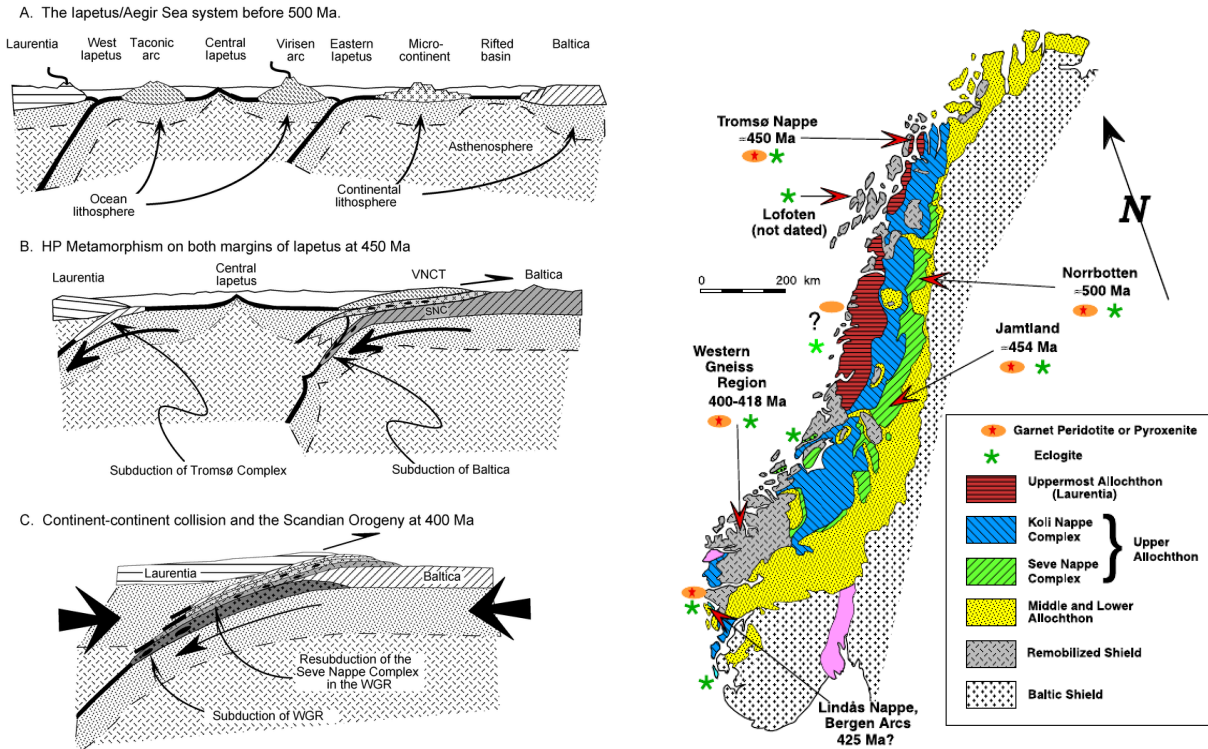 A. The Iapetus/Aegir Sea system before 500 Ma.
Laurentia
West
Iapetus
Taconic
arc
Central
Iapetus
Virisen
arc
Eastern
Iapetus
Micro-
continent
Rifted
basin
Baltica
Asthenosphere
Ocean
lithosphere
Continental
lithosphere
B. HP Metamorphism on both margins of Iapetus at 450 Ma
Laurentia
Central
Iapetus
VNCT
Baltica
SNC
Subduction of Tromsø Complex
Subduction of Baltica
C. Continent-continent collision and the Scandian Orogeny at 400 Ma
Laurentia
Baltica
Resubduction of the
Seve Nappe Complex
in the WGR
Subduction of WGR
Tromsø Nappe
≈450 Ma
Lofoten
(not dated)
N
0 200 km
Norrbotten
≈500 Ma
?
Jamtland
≈454 Ma
Western
Gneiss
Region
400-418 Ma
Lindås Nappe,
Bergen Arcs
425 Ma?
Garnet Peridotite or Pyroxenite
Eclogite
Uppermost Allochthon
(Laurentia)
Koli Nappe
Complex
Upper
Allochthon
Seve Nappe
Complex
Middle and Lower
Allochthon
Remobilized Shield
Baltic Shield